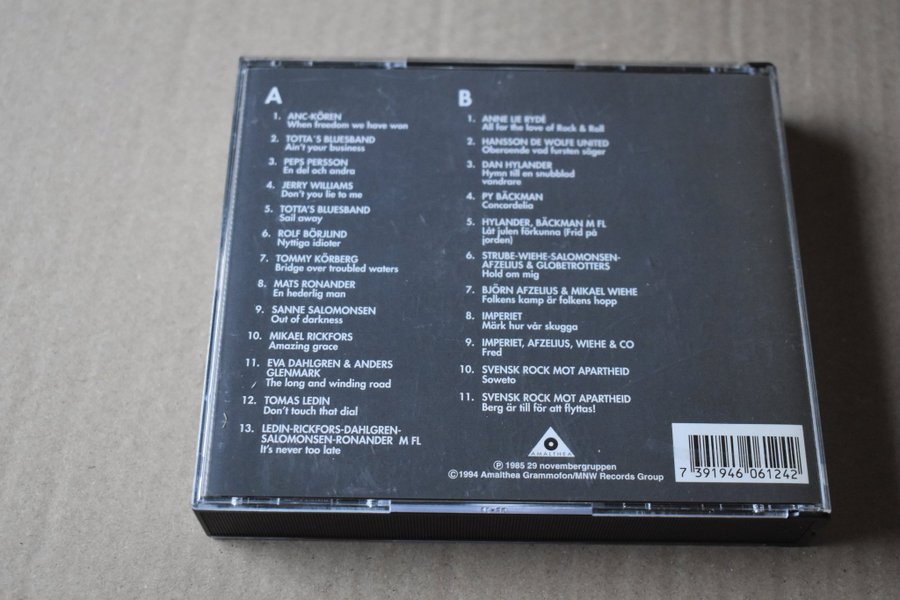 A
1. ANC-KÖREN
When freedom we have won
2. TOTTA'S BLUESBAND
Ain't your business
3. PEPS PERSSON
En del och andra
4. JERRY WILLIAMS
Don't you lie to me
5. TOTTA'S BLUESBAND
Sail away
6. ROLF BÖRJLIND
Nyttiga idioter
7. TOMMY KÖRBERG
Bridge over troubled waters
8. MATS RONANDER
En hederlig man
9. SANNE SALOMONSEN
Out of darkness
10. MIKAEL RICKFORS
Amazing grace
11. EVA DAHLGREN & ANDERS
GLENMARK
The long and winding road
12. TOMAS LEDIN
Don't touch that dial
13. LEDIN-RICKFORS-DAHLGREN-
SALOMONSEN-RONANDER M FL
It's never too late
B
1. ANNE LIE RYDÉ
All for the love of Rock & Roll
2. HANSSON DE WOLFE UNITED
Oberoende vad fursten säger
3. DAN HYLANDER
Hymn till en snubblad
vandrare
4. PY BÄCKMAN
Concordelia
5. HYLANDER, BÄCKMAN M FL
Låt julen förkunna (Frid på
jorden)
6. STRUBE-WIEHE-SALOMONSEN-
AFZELIUS & GLOBETROTTERS
Hold om mig
7. BJÖRN AFZELIUS & MIKAEL WIEHE
Folkens kamp är folkens hopp
8. IMPERIET
Märk hur vår skugga
9. IMPERIET, AFZELIUS, WIEHE & CO
Fred
10. SVENSK ROCK MOT APARTHEID
Soweto
11. SVENSK ROCK MOT APARTHEID
Berg är till för att flyttas!
AMALTHEA
Ⓟ 1985 29 novembergruppen
©1994 Amalthea Grammofon/MNW Records Group
7 391946 061242